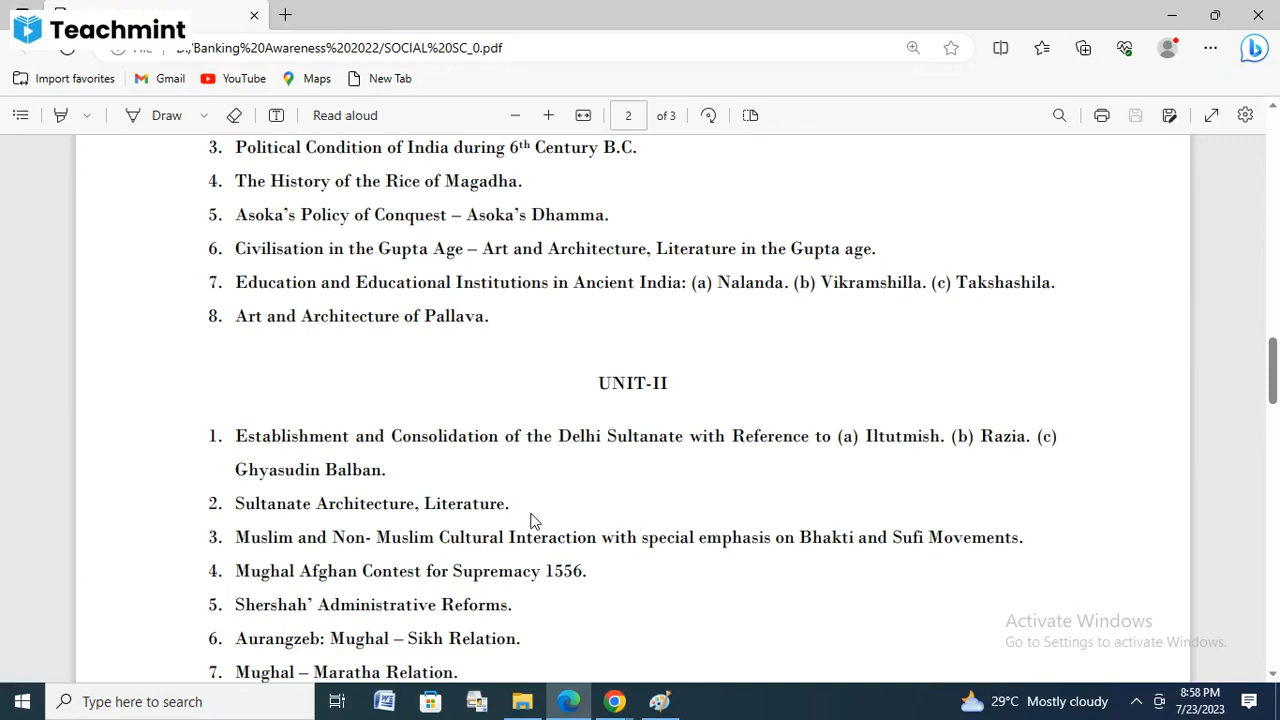 Teachmint
D:/Banking%20Awareness%202022/SOCIAL%20SC_0.pdf
Import favorites
Gmail
YouTube
Maps
New Tab
Draw
Read aloud
2
of 3
3. Political Condition of India during 6th Century B.C.
4. The History of the Rice of Magadha.
5. Asoka's Policy of Conquest – Asoka's Dhamma.
6. Civilisation in the Gupta Age – Art and Architecture, Literature in the Gupta age.
7. Education and Educational Institutions in Ancient India: (a) Nalanda. (b) Vikramshilla. (c) Takshashila.
8. Art and Architecture of Pallava.
UNIT-II
1. Establishment and Consolidation of the Delhi Sultanate with Reference to (a) Iltutmish. (b) Razia. (c)
Ghyasudin Balban.
2. Sultanate Architecture, Literature.
3. Muslim and Non- Muslim Cultural Interaction with special emphasis on Bhakti and Sufi Movements.
4. Mughal Afghan Contest for Supremacy 1556.
5. Shershah' Administrative Reforms.
6. Aurangzeb: Mughal – Sikh Relation.
7. Mughal – Maratha Relation.
Activate Windows
Go to Settings to activate Windows.
Type here to search
29°C Mostly cloudy
8:58 PM
7/23/2023